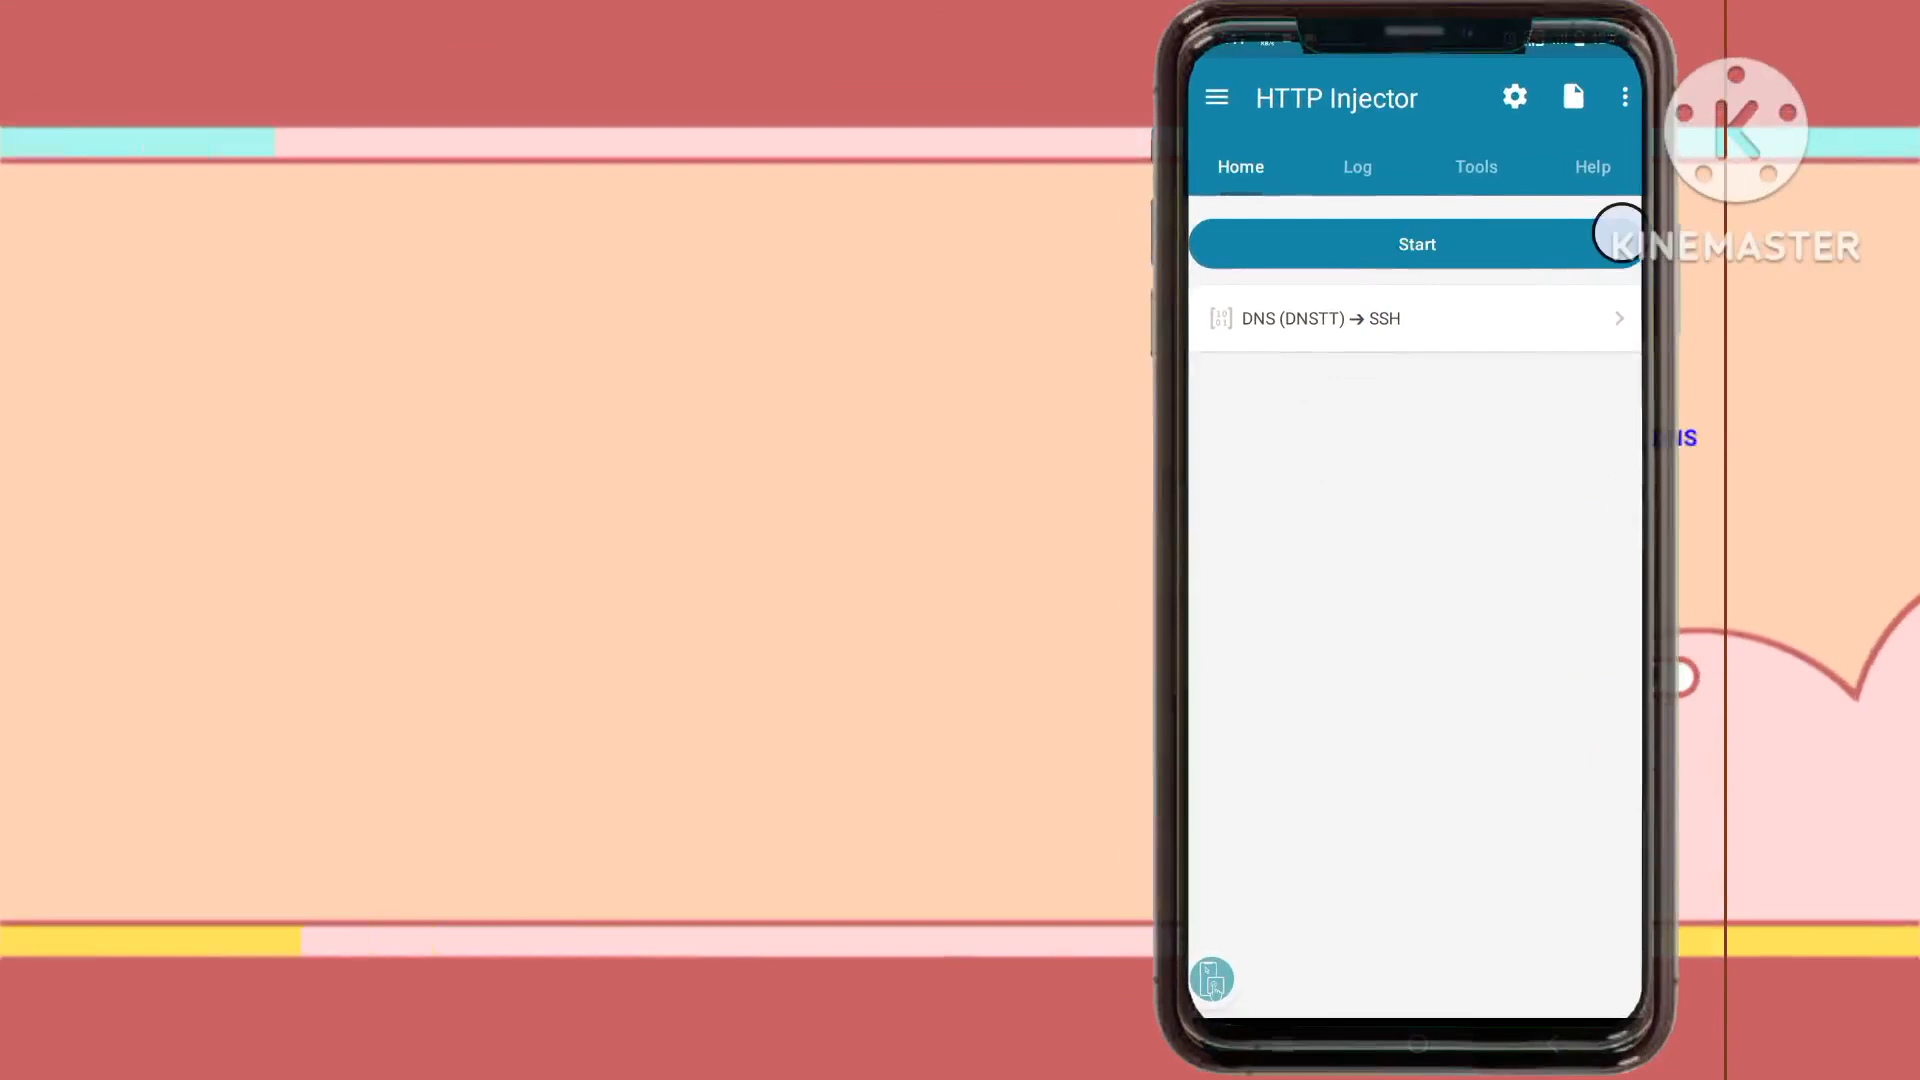 HTTP Injector
Home Log Tools Help
Start
KINEMASTER
DNS (DNSTT) ➔ SSH